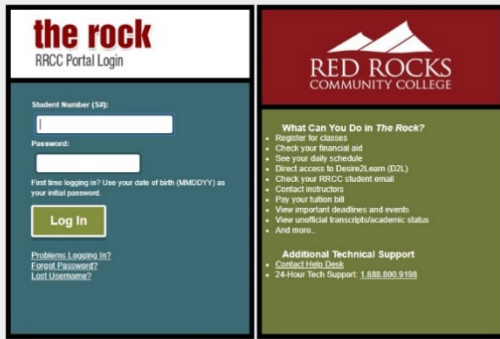 the rock
RRCC Portal Login
Student Number (S#):
Password:
First time logging in? Use your date of birth (MMDDYY) as
your initial password.
Log In
Problems Logging In?
Forgot Password?
Lost Username?
RED ROCKS
COMMUNITY COLLEGE
What Can You Do in The Rock?
• Register for classes
• Check your financial aid
• See your daily schedule
• Direct access to Desire2Learn (D2L)
• Check your RRCC student email
• Contact instructors
• Pay your tuition bill
• View important deadlines and events
• View unofficial transcripts/academic status
• And more..
Additional Technical Support
• Contact Help Desk
• 24-Hour Tech Support: 1.888.800.9198